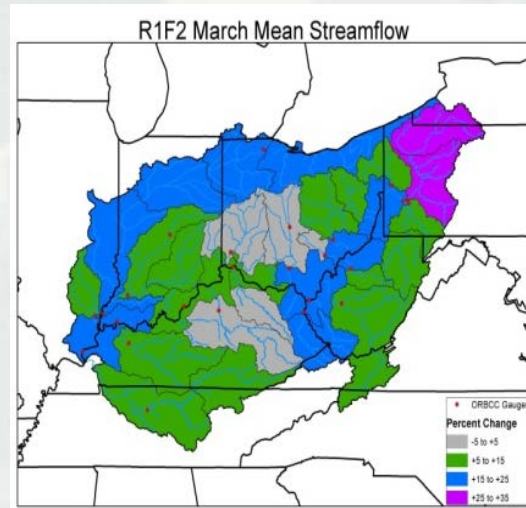 R1F2 March Mean Streamflow
ORBCC Gauge
Percent Change
-5 to +5
+5 to +15
+15 to +25
+25 to +35